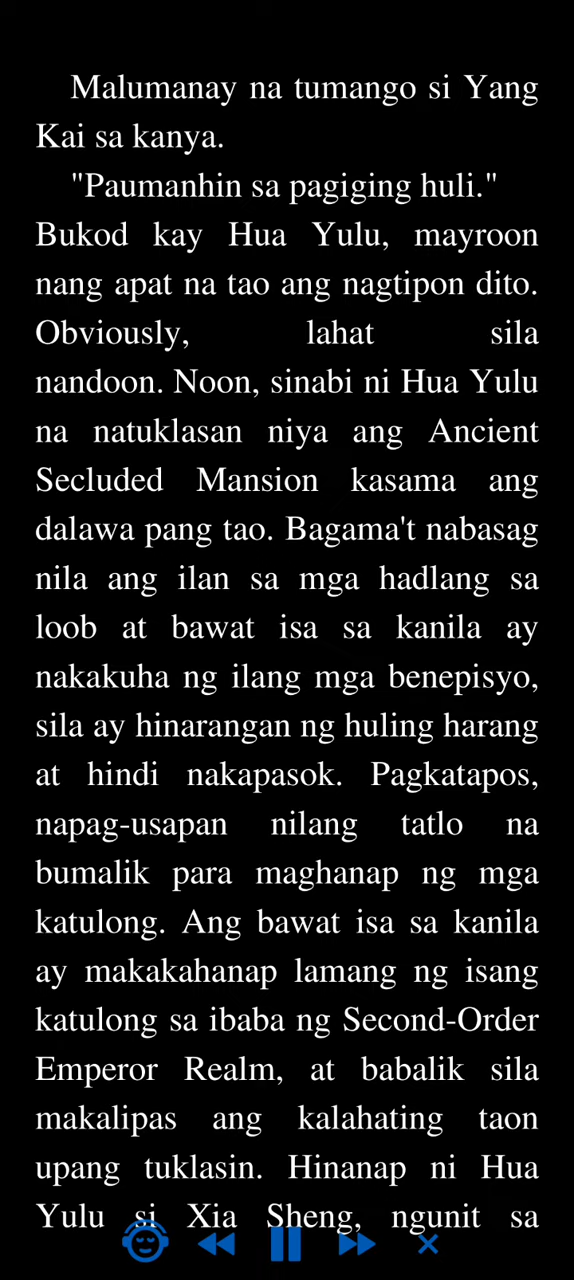 Malumanay na tumango si Yang
Kai sa kanya.
"Paumanhin sa pagiging huli."
Bukod kay Hua Yulu, mayroon
nang apat na tao ang nagtipon dito.
Obviously, lahat sila
nandoon. Noon, sinabi ni Hua Yulu
na natuklasan niya ang Ancient
Secluded Mansion kasama ang
dalawa pang tao. Bagama't nabasag
nila ang ilan sa mga hadlang sa
loob at bawat isa sa kanila ay
nakakuha ng ilang mga benepisyo,
sila ay hinarangan ng huling harang
at hindi nakapasok. Pagkatapos,
napag-usapan nilang tatlo na
bumalik para maghanap ng mga
katulong. Ang bawat isa sa kanila
ay makakahanap lamang ng isang
katulong sa ibaba ng Second-Order
Emperor Realm, at babalik sila
makalipas ang kalahating taon
upang tuklasin. Hinanap ni Hua
Yulu si Xia Sheng, ngunit sa